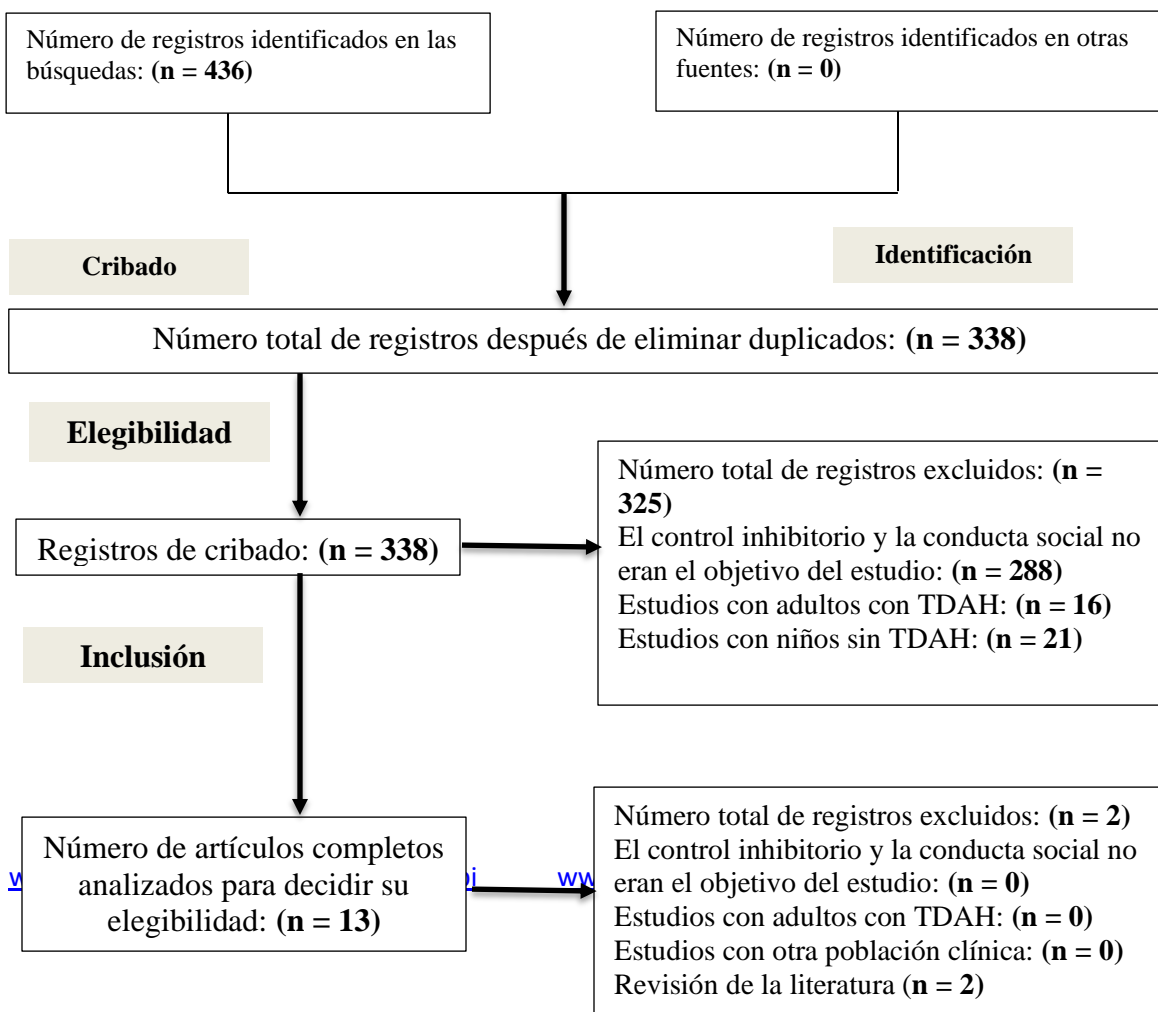 Número de registros identificados en las
búsquedas: (n = 436)
Número de registros identificados en otras
fuentes: (n = 0)
Cribado
Identificación
Número total de registros después de eliminar duplicados: (n = 338)
Elegibilidad
Registros de cribado: (n = 338)
Número total de registros excluidos: (n =
325)
El control inhibitorio y la conducta social no
eran el objetivo del estudio: (n = 288)
Estudios con adultos con TDAH: (n = 16)
Estudios con niños sin TDAH: (n = 21)
Inclusión
Número de artículos completos
analizados para decidir su
elegibilidad: (n = 13)
Número total de registros excluidos: (n = 2)
El control inhibitorio y la conducta social no
eran el objetivo del estudio: (n = 0)
Estudios con adultos con TDAH: (n = 0)
Estudios con otra población clínica: (n = 0)
Revisión de la literatura (n = 2)